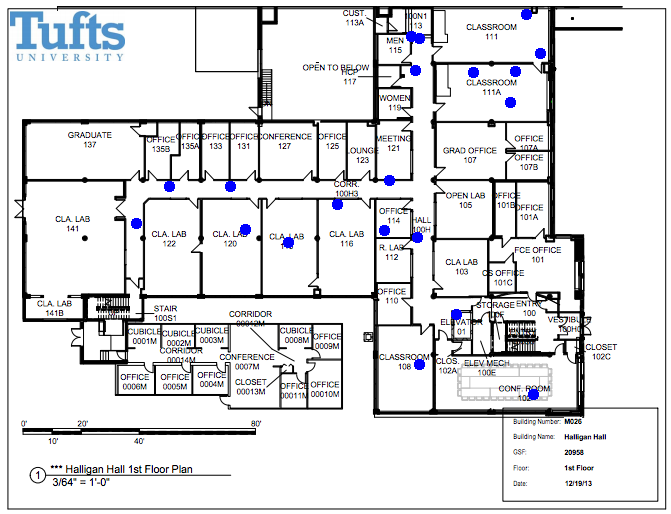 Tufts
UNIVERSITY
CUST.
113A
100N1
13
CLASSROOM
111
MEN
115
OPEN TO BELOW
HCP
117
CLASSROOM
111A
WOMEN
119
GRADUATE
137
OFFICE
135B
OFFICE
135A
OFFICE
133
OFFICE
131
CONFERENCE
127
OFFICE
125
LOUNGE
123
MEETING
121
GRAD OFFICE
107
OFFICE
107A
OFFICE
107B
CORR.
100H3
CLA. LAB
141
CLA. LAB
122
CLA. LAB
120
CLA. LAB
CLA. LAB
116
OFFICE
114
HALL
100H
OPEN LAB
105
OFFICE
101B
OFFICE
101A
R. LAB
112
CLA LAB
103
FCE OFFICE
101
CS OFFICE
101C
OFFICE
110
CLA. LAB
141B
STAIR
100S1
CORRIDOR
00012M
STORAGE
ENTRY
100
VESTIBULE
ELEVATOR
CUBICLE
0001M
CUBICLE
0002M
CUBICLE
0003M
CUBICLE
0008M
OFFICE
0009M
CORRIDOR
00014M
CONFERENCE
0007M
CLOSET
00013M
OFFICE
0006M
OFFICE
0005M
OFFICE
0004M
OFFICE
00011M
OFFICE
00010M
CLASSROOM
108
CLOS.
102A
ELEV MECH.
100E
CLOSET
102C
CONF. ROOM
102
0' 20' 40' 80'
10' 30'
1 *** Halligan Hall 1st Floor Plan
3/64" = 1'-0"
Building Number: M026
Building Name: Halligan Hall
GSF: 20958
Floor: 1st Floor
Date: 12/19/13